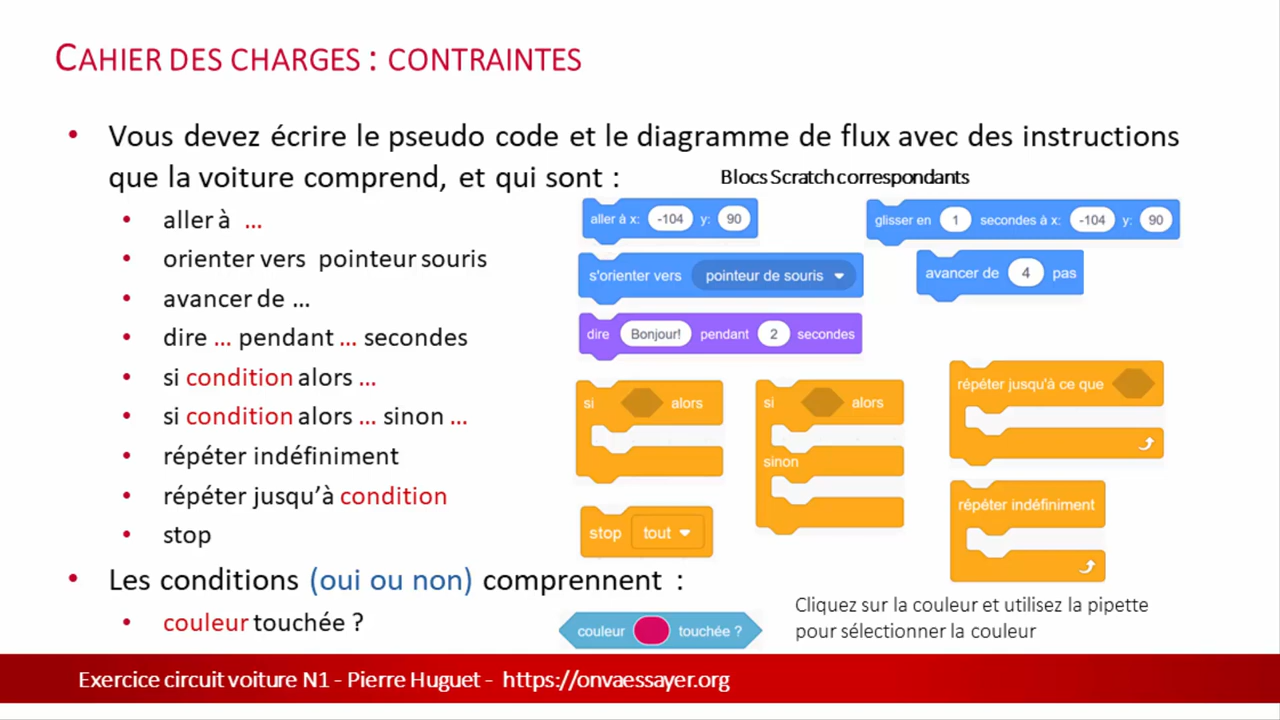 CAHIER DES CHARGES : CONTRAINTES
• Vous devez écrire le pseudo code et le diagramme de flux avec des instructions
que la voiture comprend, et qui sont :
Blocs Scratch correspondants
• aller à ...
• orienter vers pointeur souris
• avancer de ...
• dire ... pendant ... secondes
• si condition alors ...
• si condition alors ... sinon ...
• répéter indéfiniment
• répéter jusqu'à condition
• stop
aller à x: -104 y: 90
glisser en 1 secondes à x: -104 y: 90
s'orienter vers pointeur de souris
avancer de 4 pas
dire Bonjour! pendant 2 secondes
si alors
si alors
sinon
répéter jusqu'à ce que
stop tout
répéter indéfiniment
• Les conditions (oui ou non) comprennent :
• couleur touchée ?
couleur touchée ?
Cliquez sur la couleur et utilisez la pipette
pour sélectionner la couleur
Exercice circuit voiture N1 - Pierre Huguet - https://onvaessayer.org